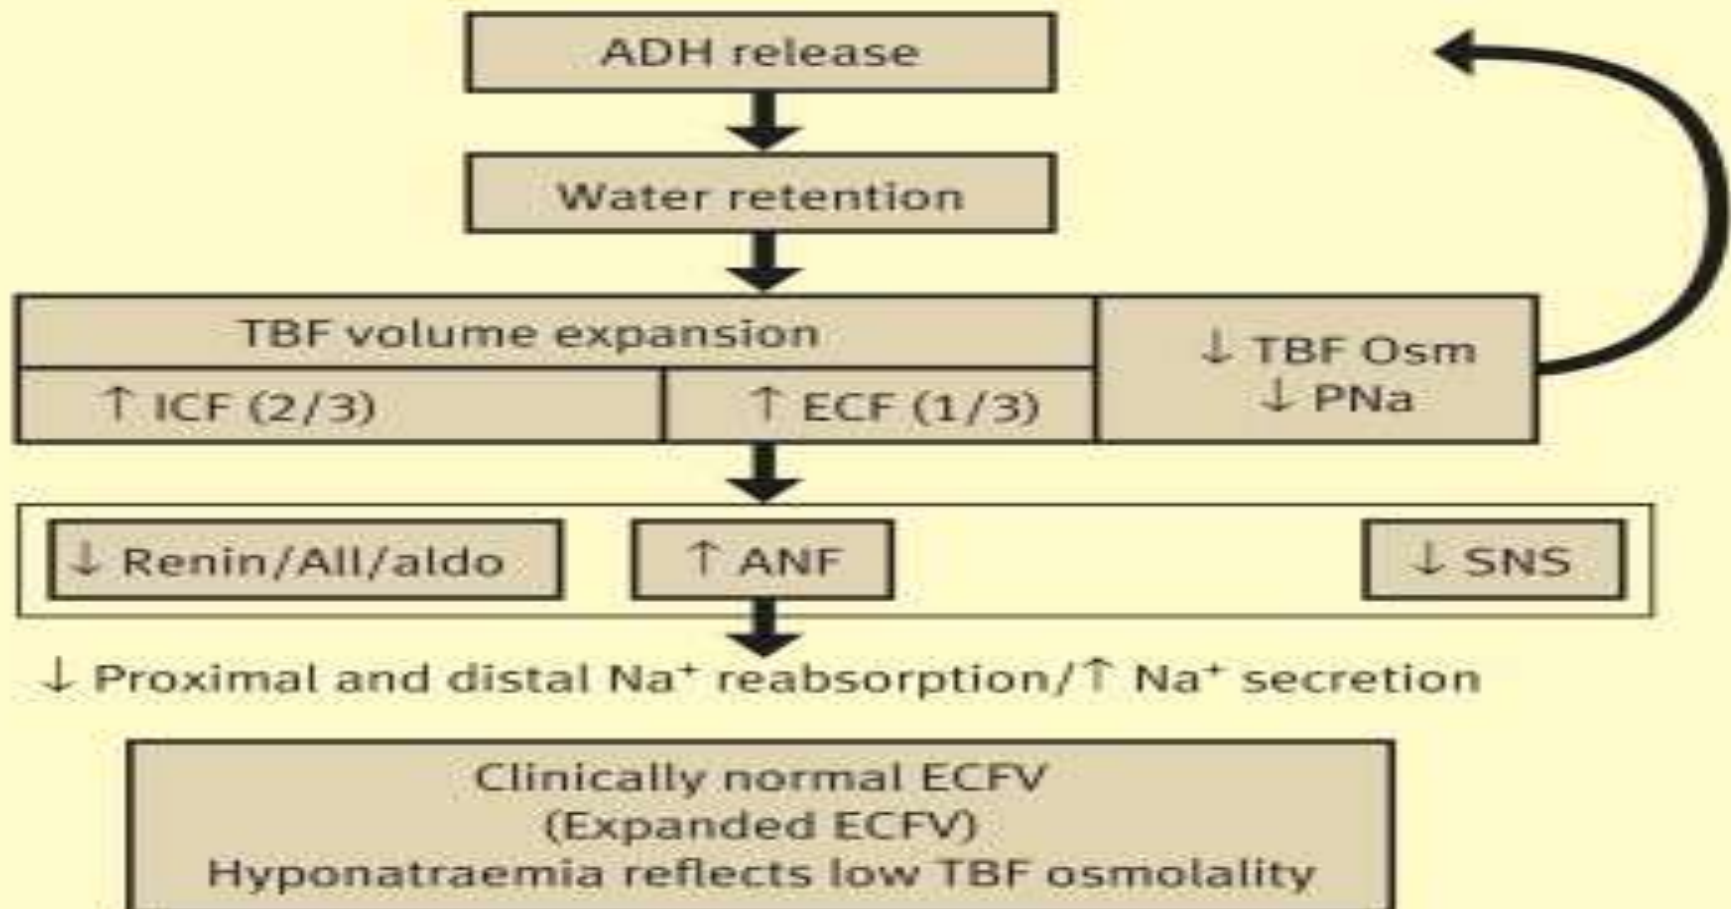 ADH release
Water retention
TBF volume expansion
↑ ICF (2/3)
↑ ECF (1/3)
↓ TBF Osm
↓ PNa
↓ Renin/All/aldo
↑ ANF
↓ SNS
↓ Proximal and distal Na⁺ reabsorption/↑ Na⁺ secretion
Clinically normal ECFV
(Expanded ECFV)
Hyponatraemia reflects low TBF osmolality